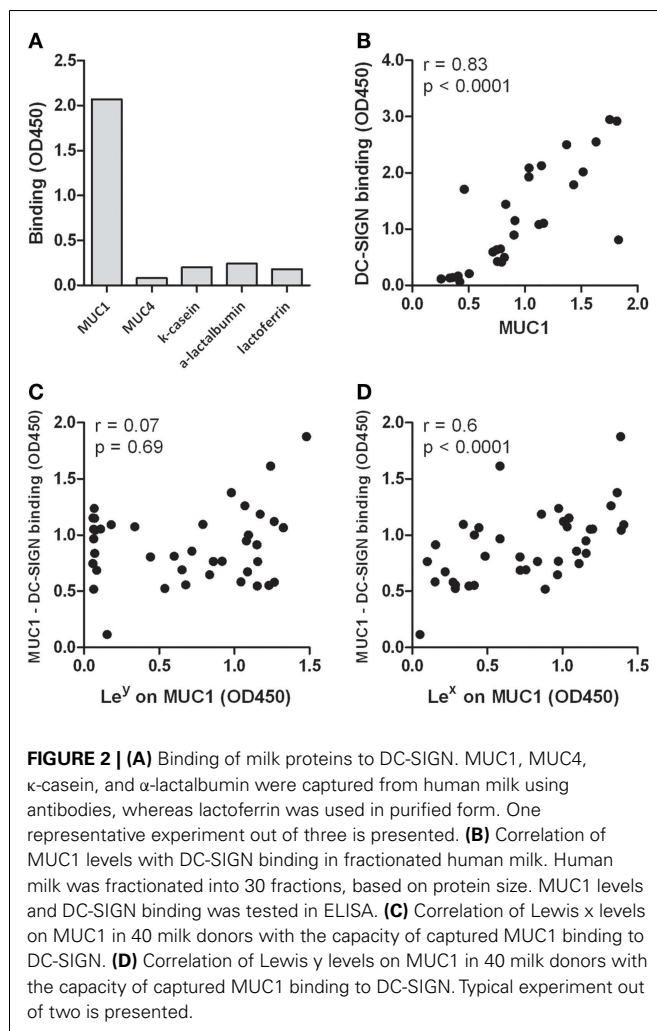 A
Binding (OD450)
2.5
2.0
1.5
1.0
0.5
0.0
MUC1
MUC4
k-casein
a-lactalbumin
lactoferrin
B
r = 0.83
p < 0.0001
DC-SIGN binding (OD450)
4.0
3.0
2.0
1.0
0.0
0.0 0.5 1.0 1.5 2.0
MUC1
C
r = 0.07
p = 0.69
MUC1 - DC-SIGN binding (OD450)
2.0
1.5
1.0
0.5
0.0
0.0 0.5 1.0 1.5
Leʸ on MUC1 (OD450)
D
r = 0.6
p < 0.0001
MUC1 - DC-SIGN binding (OD450)
2.0
1.5
1.0
0.5
0.0
0.0 0.5 1.0 1.5
Leˣ on MUC1 (OD450)
FIGURE 2 | (A) Binding of milk proteins to DC-SIGN. MUC1, MUC4,
κ-casein, and α-lactalbumin were captured from human milk using
antibodies, whereas lactoferrin was used in purified form. One
representative experiment out of three is presented. (B) Correlation of
MUC1 levels with DC-SIGN binding in fractionated human milk. Human
milk was fractionated into 30 fractions, based on protein size. MUC1 levels
and DC-SIGN binding was tested in ELISA. (C) Correlation of Lewis x levels
on MUC1 in 40 milk donors with the capacity of captured MUC1 binding to
DC-SIGN. (D) Correlation of Lewis y levels on MUC1 in 40 milk donors with
the capacity of captured MUC1 binding to DC-SIGN. Typical experiment out
of two is presented.